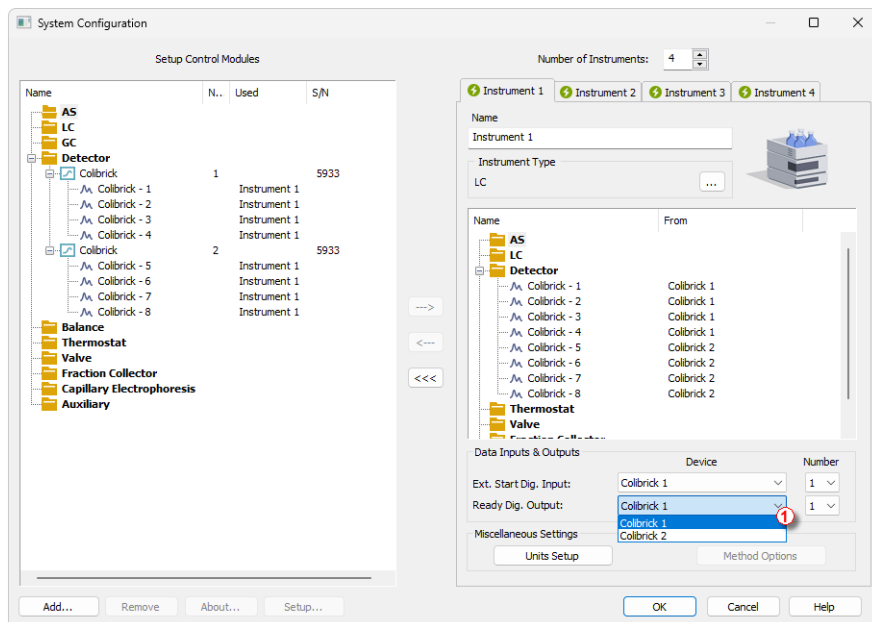 System Configuration
Setup Control Modules
Number of Instruments: 4
Name N.. Used S/N
AS
LC
GC
Detector
Colibrick 1 5933
Colibrick - 1 Instrument 1
Colibrick - 2 Instrument 1
Colibrick - 3 Instrument 1
Colibrick - 4 Instrument 1
Colibrick 2 5933
Colibrick - 5 Instrument 1
Colibrick - 6 Instrument 1
Colibrick - 7 Instrument 1
Colibrick - 8 Instrument 1
Balance
Thermostat
Valve
Fraction Collector
Capillary Electrophoresis
Auxiliary
--->
<---
<<<
Instrument 1 Instrument 2 Instrument 3 Instrument 4
Name
Instrument 1
Instrument Type
LC ...
Name From
AS
LC
Detector
Colibrick - 1 Colibrick 1
Colibrick - 2 Colibrick 1
Colibrick - 3 Colibrick 1
Colibrick - 4 Colibrick 1
Colibrick - 5 Colibrick 2
Colibrick - 6 Colibrick 2
Colibrick - 7 Colibrick 2
Colibrick - 8 Colibrick 2
Thermostat
Valve
Fraction Collector
Data Inputs & Outputs
Device Number
Ext. Start Dig. Input: Colibrick 1 1
Ready Dig. Output: Colibrick 1 1
1
Colibrick 1
Colibrick 2
Miscellaneous Settings
Units Setup Method Options
Add... Remove About... Setup... OK Cancel Help